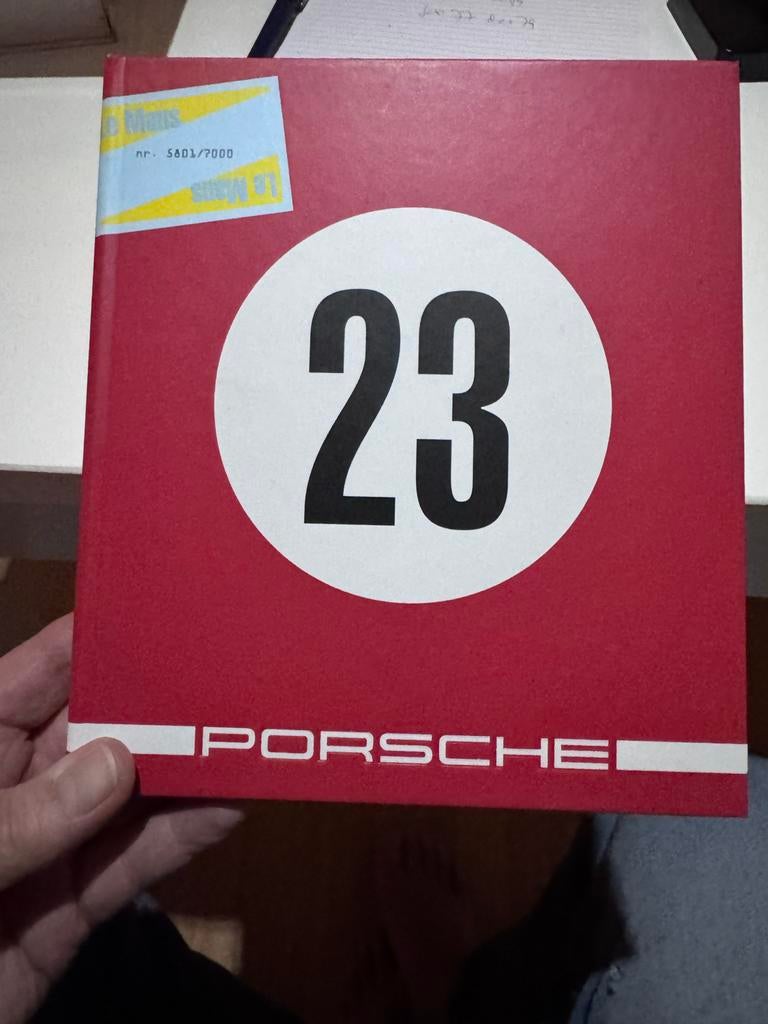 Le Mans
nr. 5801/7000
Le Mans
23
PORSCHE